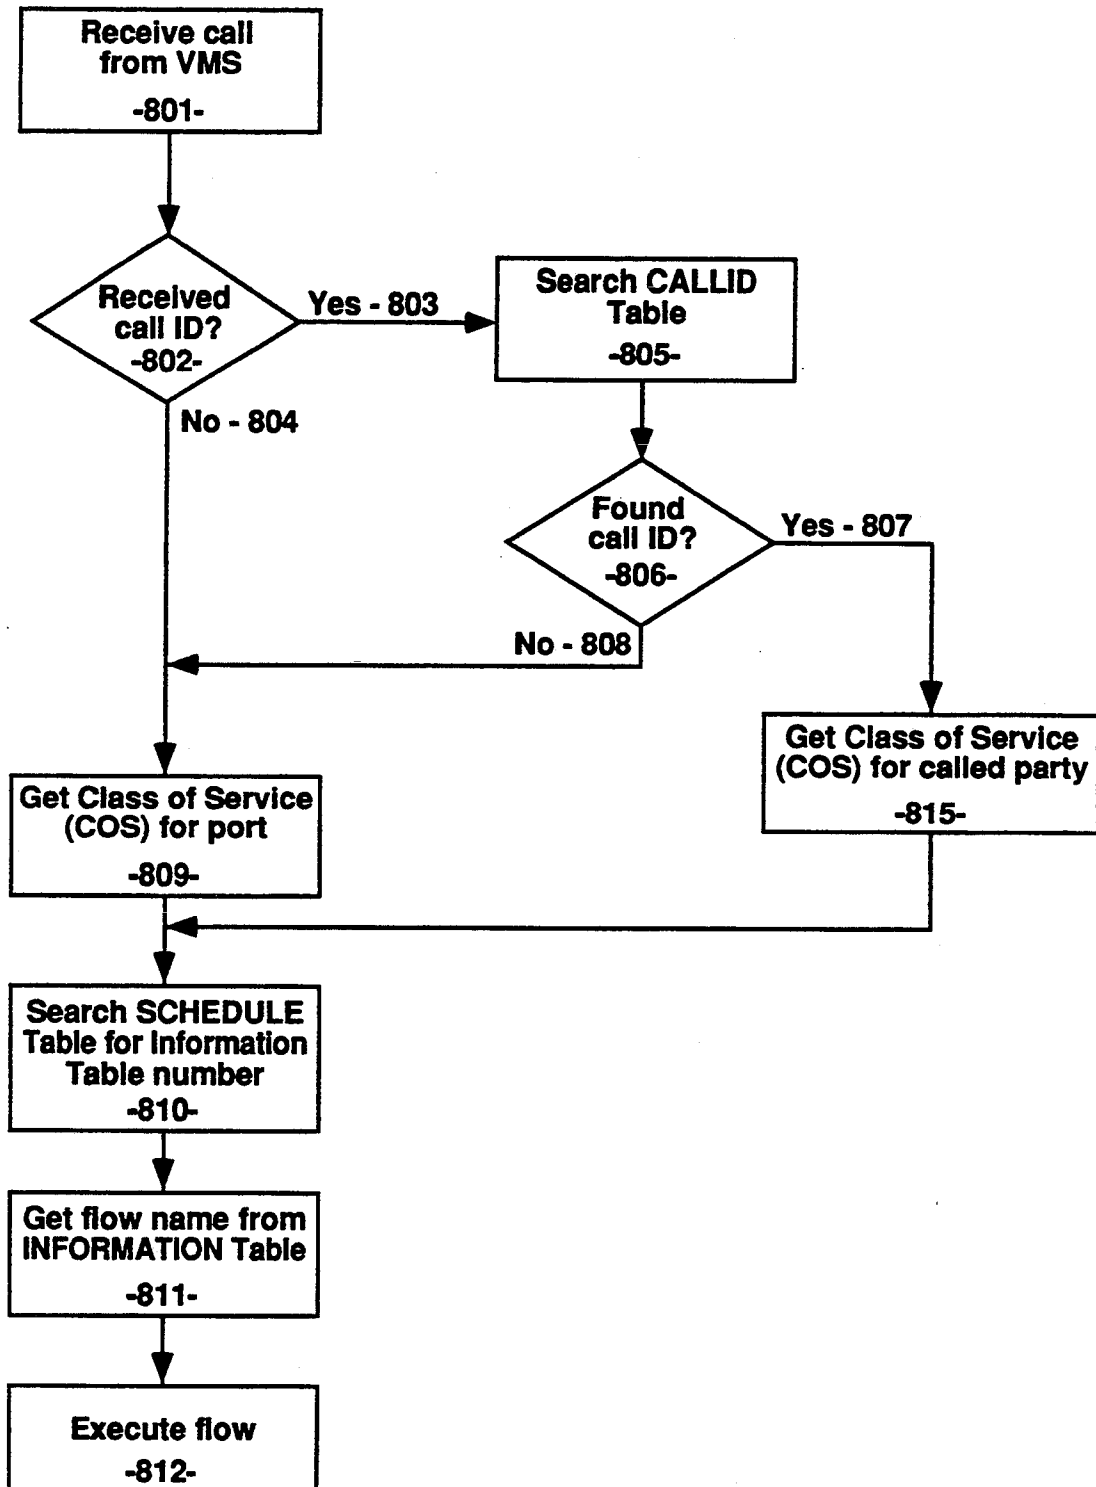 Receive call
from VMS
-801-
Received
call ID?
-802-
Yes - 803
Search CALLID
Table
-805-
No - 804
Found
call ID?
-806-
Yes - 807
No - 808
Get Class of Service
(COS) for called party
-815-
Get Class of Service
(COS) for port
-809-
Search SCHEDULE
Table for Information
Table number
-810-
Get flow name from
INFORMATION Table
-811-
Execute flow
-812-